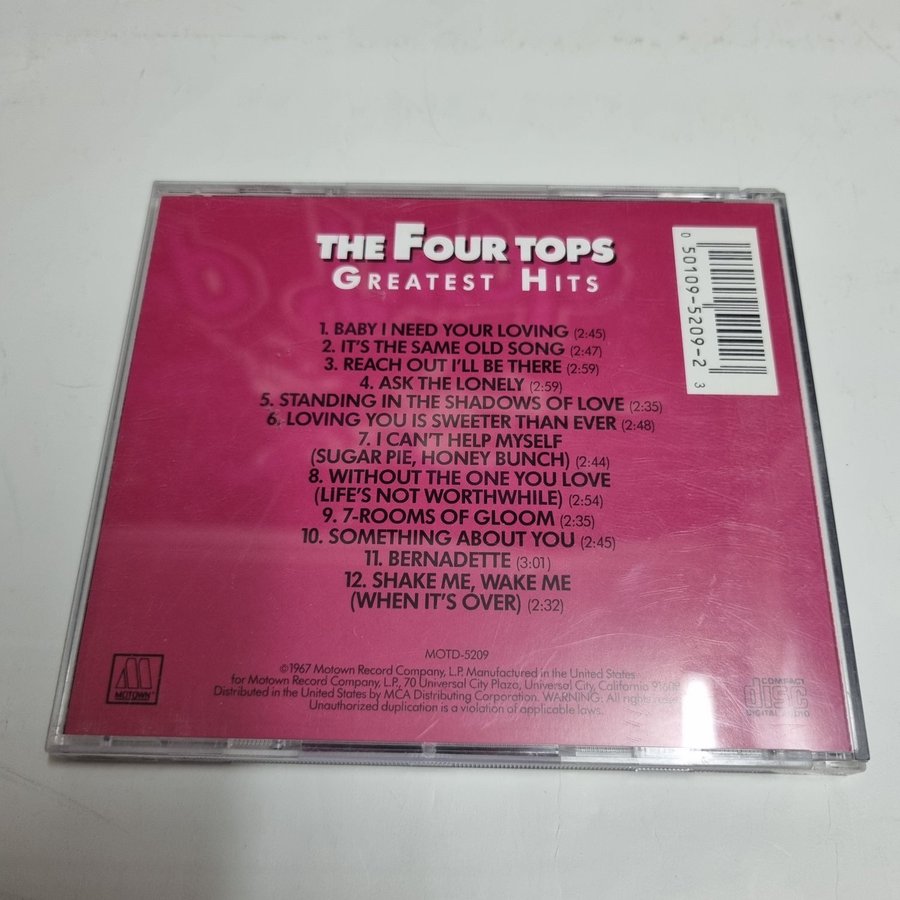 THE FOUR TOPS
GREATEST HITS
1. BABY I NEED YOUR LOVING (2:45)
2. IT'S THE SAME OLD SONG (2:47)
3. REACH OUT I'LL BE THERE (2:59)
4. ASK THE LONELY (2:59)
5. STANDING IN THE SHADOWS OF LOVE (2:35)
6. LOVING YOU IS SWEETER THAN EVER (2:48)
7. I CAN'T HELP MYSELF
(SUGAR PIE, HONEY BUNCH) (2:44)
8. WITHOUT THE ONE YOU LOVE
(LIFE'S NOT WORTHWHILE) (2:54)
9. 7-ROOMS OF GLOOM (2:35)
10. SOMETHING ABOUT YOU (2:45)
11. BERNADETTE (3:01)
12. SHAKE ME, WAKE ME
(WHEN IT'S OVER) (2:32)
0 50109-5209-2 3
MOTD-5209
©1967 Motown Record Company, L.P. Manufactured in the United States
for Motown Record Company, L.P., 70 Universal City Plaza, Universal City, California
Distributed in the United States by MCA Distributing Corporation. WARNING: All rights
Unauthorized duplication is a violation of applicable laws.
M
MOTOWN
COMPACT
disc
DIGITAL AUDIO